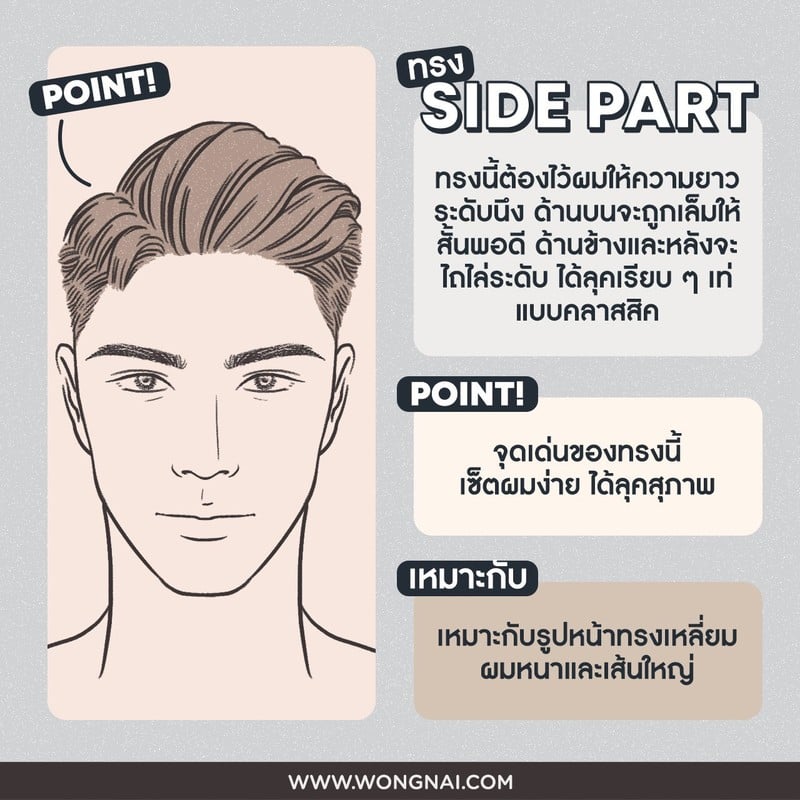 POINT!
ทรง
SIDE PART
ทรงนี้ต้องไว้ผมให้ความยาว
ระดับนึง ด้านบนจะถูกเล็มให้
สั้นพอดี ด้านข้างและหลังจะ
ไถไล่ระดับ ได้ลุคเรียบ ๆ เท่
แบบคลาสสิค
POINT!
จุดเด่นของทรงนี้
เซ็ตผมง่าย ได้ลุคสุภาพ
เหมาะกับ
เหมาะกับรูปหน้าทรงเหลี่ยม
ผมหนาและเส้นใหญ่
WWW.WONGNAI.COM